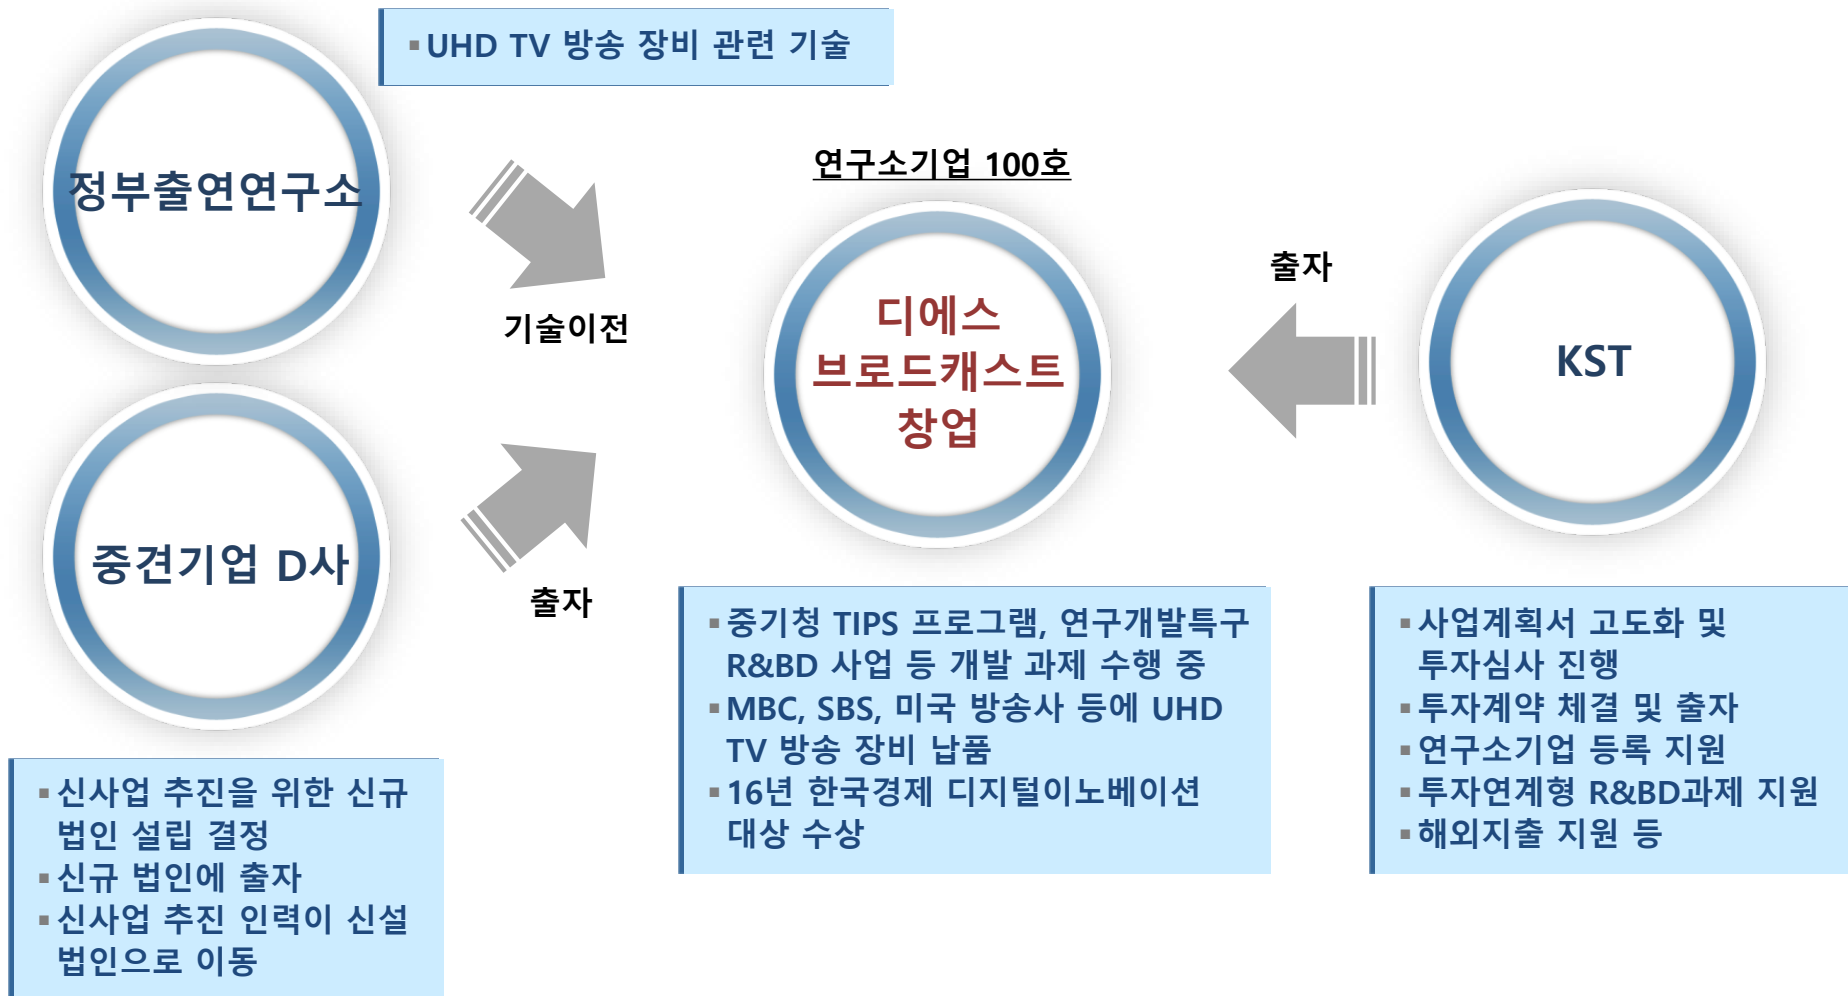 UHD TV 방송 장비 관련 기술
정부출연연구소
기술이전
중견기업 D사
출자
신사업 추진을 위한 신규
법인 설립 결정
신규 법인에 출자
신사업 추진 인력이 신설
법인으로 이동
연구소기업 100호
디에스
브로드캐스트
창업
중기청 TIPS 프로그램, 연구개발특구
R&BD 사업 등 개발 과제 수행 중
MBC, SBS, 미국 방송사 등에 UHD
TV 방송 장비 납품
16년 한국경제 디지털이노베이션
대상 수상
출자
KST
사업계획서 고도화 및
투자심사 진행
투자계약 체결 및 출자
연구소기업 등록 지원
투자연계형 R&BD과제 지원
해외지출 지원 등